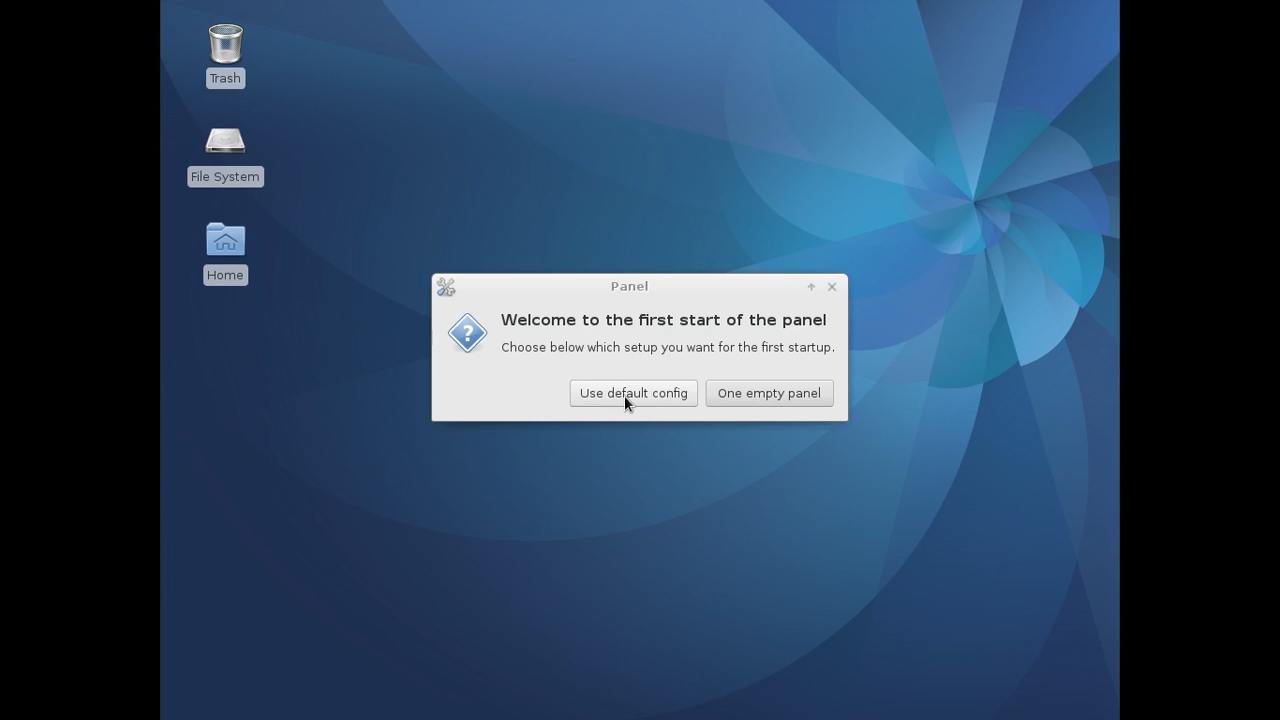 Trash
File System
Home
Panel
Welcome to the first start of the panel
Choose below which setup you want for the first startup.
Use default config
One empty panel